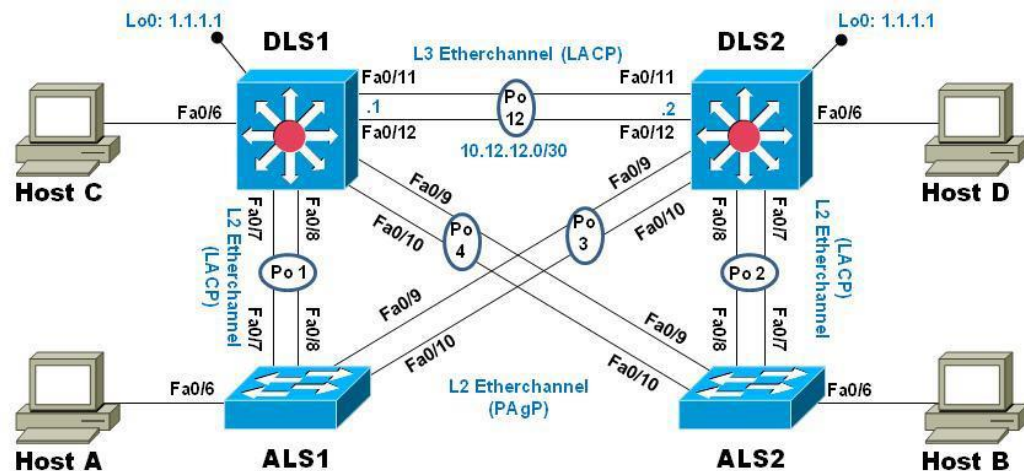 Lo0: 1.1.1.1
Lo0: 1.1.1.1
DLS1
DLS2
L3 Etherchannel (LACP)
Fa0/11
Fa0/11
Fa0/6
.1
Po
12
.2
Fa0/6
Fa0/12
Fa0/12
10.12.12.0/30
Host C
Host D
Fa0/9
Fa0/9
Fa0/7
Fa0/8
Fa0/10
Po
4
Po
3
Fa0/10
Fa0/8
Fa0/7
L2 Etherchannel
(LACP)
Po 1
Po 2
L2 Etherchannel
(LACP)
Fa0/7
Fa0/8
Fa0/9
Fa0/10
Fa0/9
Fa0/10
Fa0/8
Fa0/7
L2 Etherchannel
(PAgP)
Fa0/6
Fa0/6
Host A
ALS1
ALS2
Host B